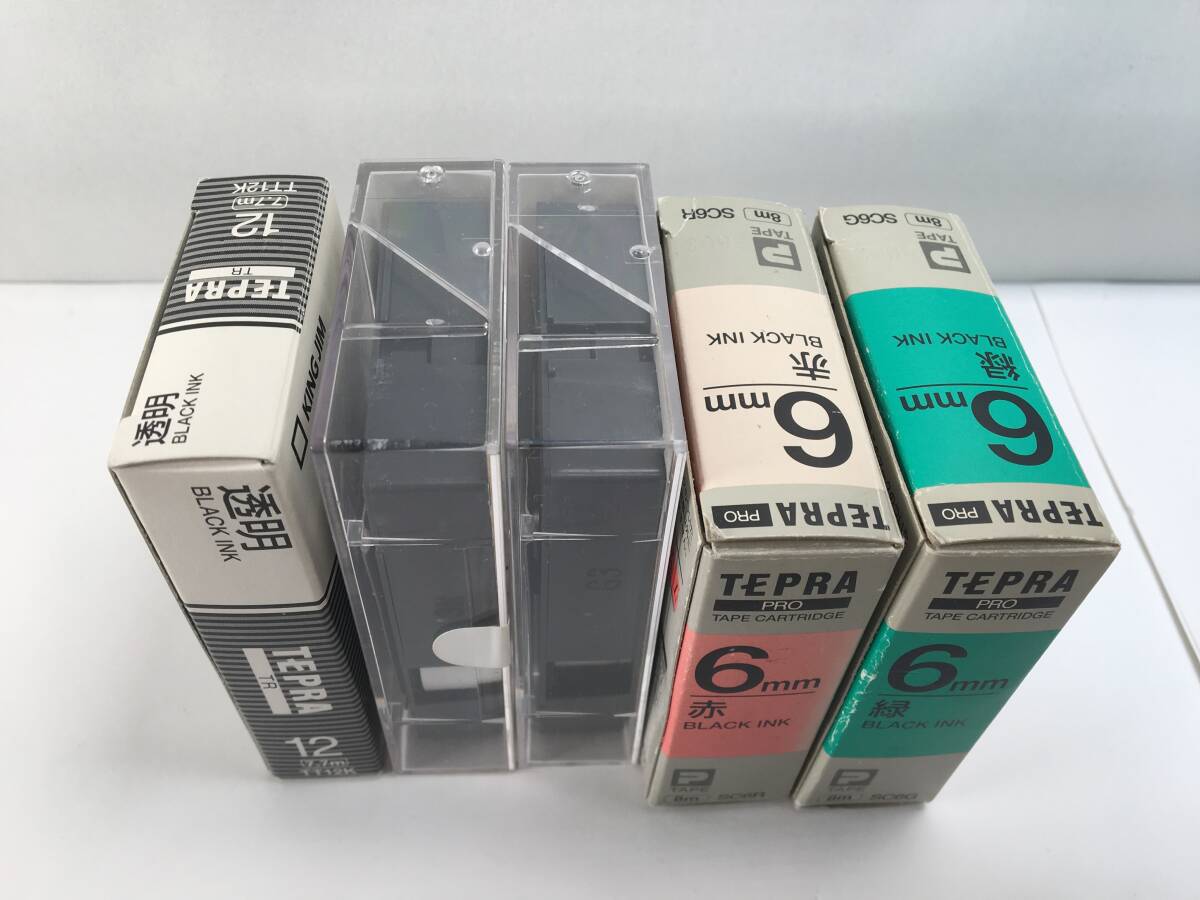 TT12K
7.7m
12
TEPRA
TR
KING JIM
透明
BLACK INK
透明
BLACK INK
TEPRA
TR
12
(7.7m)
TT12K
63
SC6R 8m
TAPE
BLACK INK
赤
6mm
TEPRA PRO
TEPRA
PRO
TAPE CARTRIDGE
6mm
赤
BLACK INK
TAPE
8m SC6R
SC6G 8m
TAPE
BLACK INK
緑
6mm
TEPRA PRO
TEPRA
PRO
TAPE CARTRIDGE
6mm
緑
BLACK INK
TAPE
8m SC6G